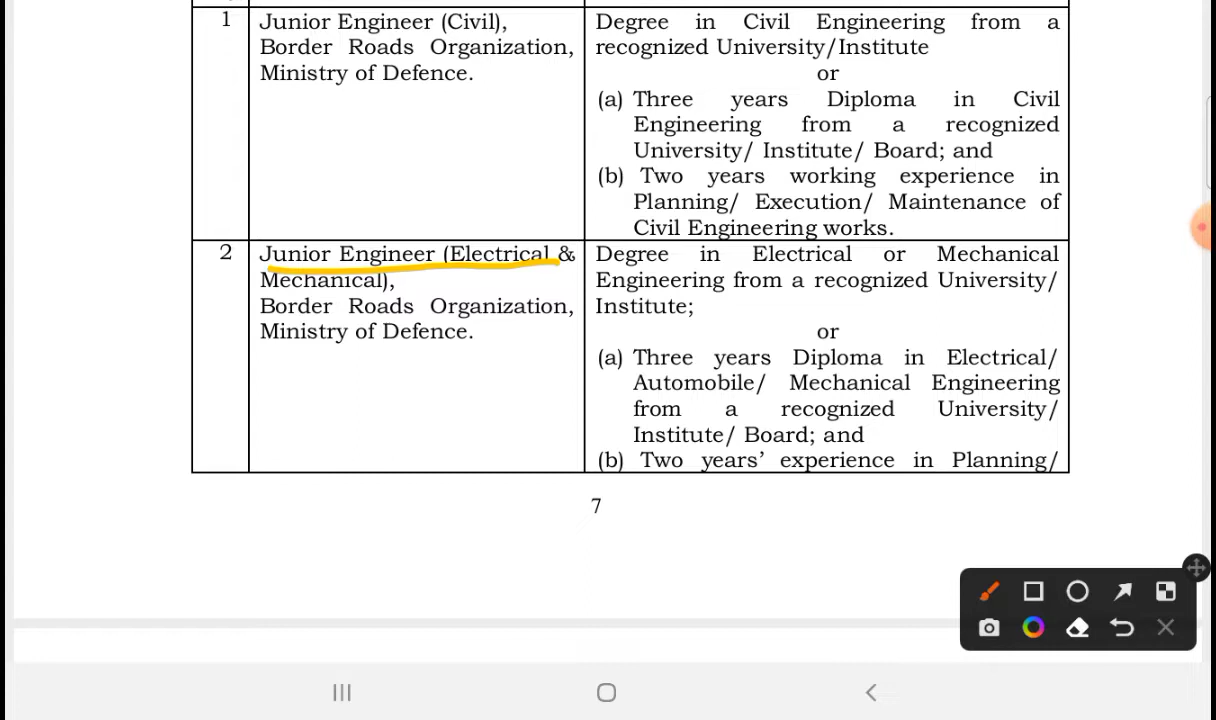 1
Junior Engineer (Civil),
Border Roads Organization,
Ministry of Defence.
Degree in Civil Engineering from a
recognized University/Institute
or
(a) Three years Diploma in Civil
Engineering from a recognized
University/ Institute/ Board; and
(b) Two years working experience in
Planning/ Execution/ Maintenance of
Civil Engineering works.
2
Junior Engineer (Electrical &
Mechanical),
Border Roads Organization,
Ministry of Defence.
Degree in Electrical or Mechanical
Engineering from a recognized University/
Institute;
or
(a) Three years Diploma in Electrical/
Automobile/ Mechanical Engineering
from a recognized University/
Institute/ Board; and
(b) Two years’ experience in Planning/
7